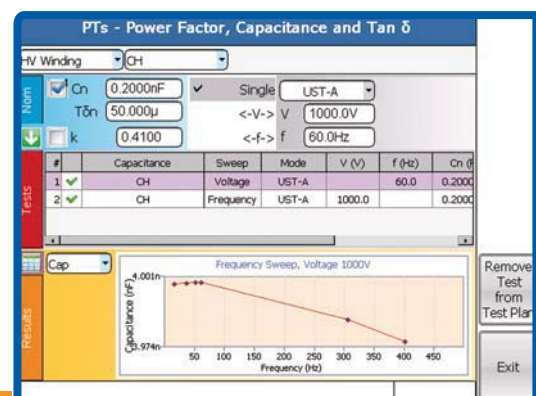 PTs - Power Factor, Capacitance and Tan δ
HV Winding CH
Nom
Cn 0.2000nF Single UST-A
Tδn 50.000µ <-V-> V 1000.0V
k 0.4100 <-f-> f 60.0Hz
Tests
# Capacitance Sweep Mode V (V) f (Hz) Cn (
1 CH Voltage UST-A 60.0 0.2000
2 CH Frequency UST-A 1000.0 0.2000
Results
Cap
Frequency Sweep, Voltage 1000V
4.001n
Capacitance (nF)
3.974n
50 100 150 200 250 300 350 400 450
Frequency (Hz)
Remove
Test
from
Test Plan
Exit